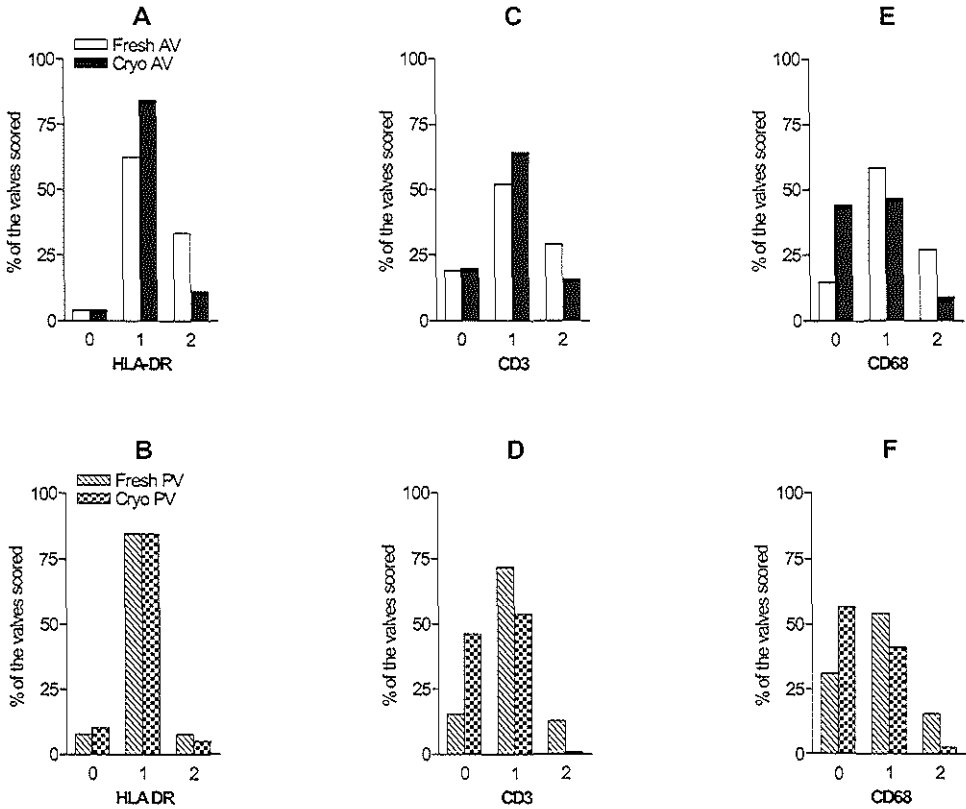 A
Fresh AV
Cryo AV
% of the valves scored
100
75
50
25
0
0 1 2
HLA-DR
C
% of the valves scored
100
75
50
25
0
0 1 2
CD3
E
% of the valves scored
100
75
50
25
0
0 1 2
CD68
B
Fresh PV
Cryo PV
% of the valves scored
100
75
50
25
0
0 1 2
HLA DR
D
% of the valves scored
100
75
50
25
0
0 1 2
CD3
F
% of the valves scored
100
75
50
25
0
0 1 2
CD68